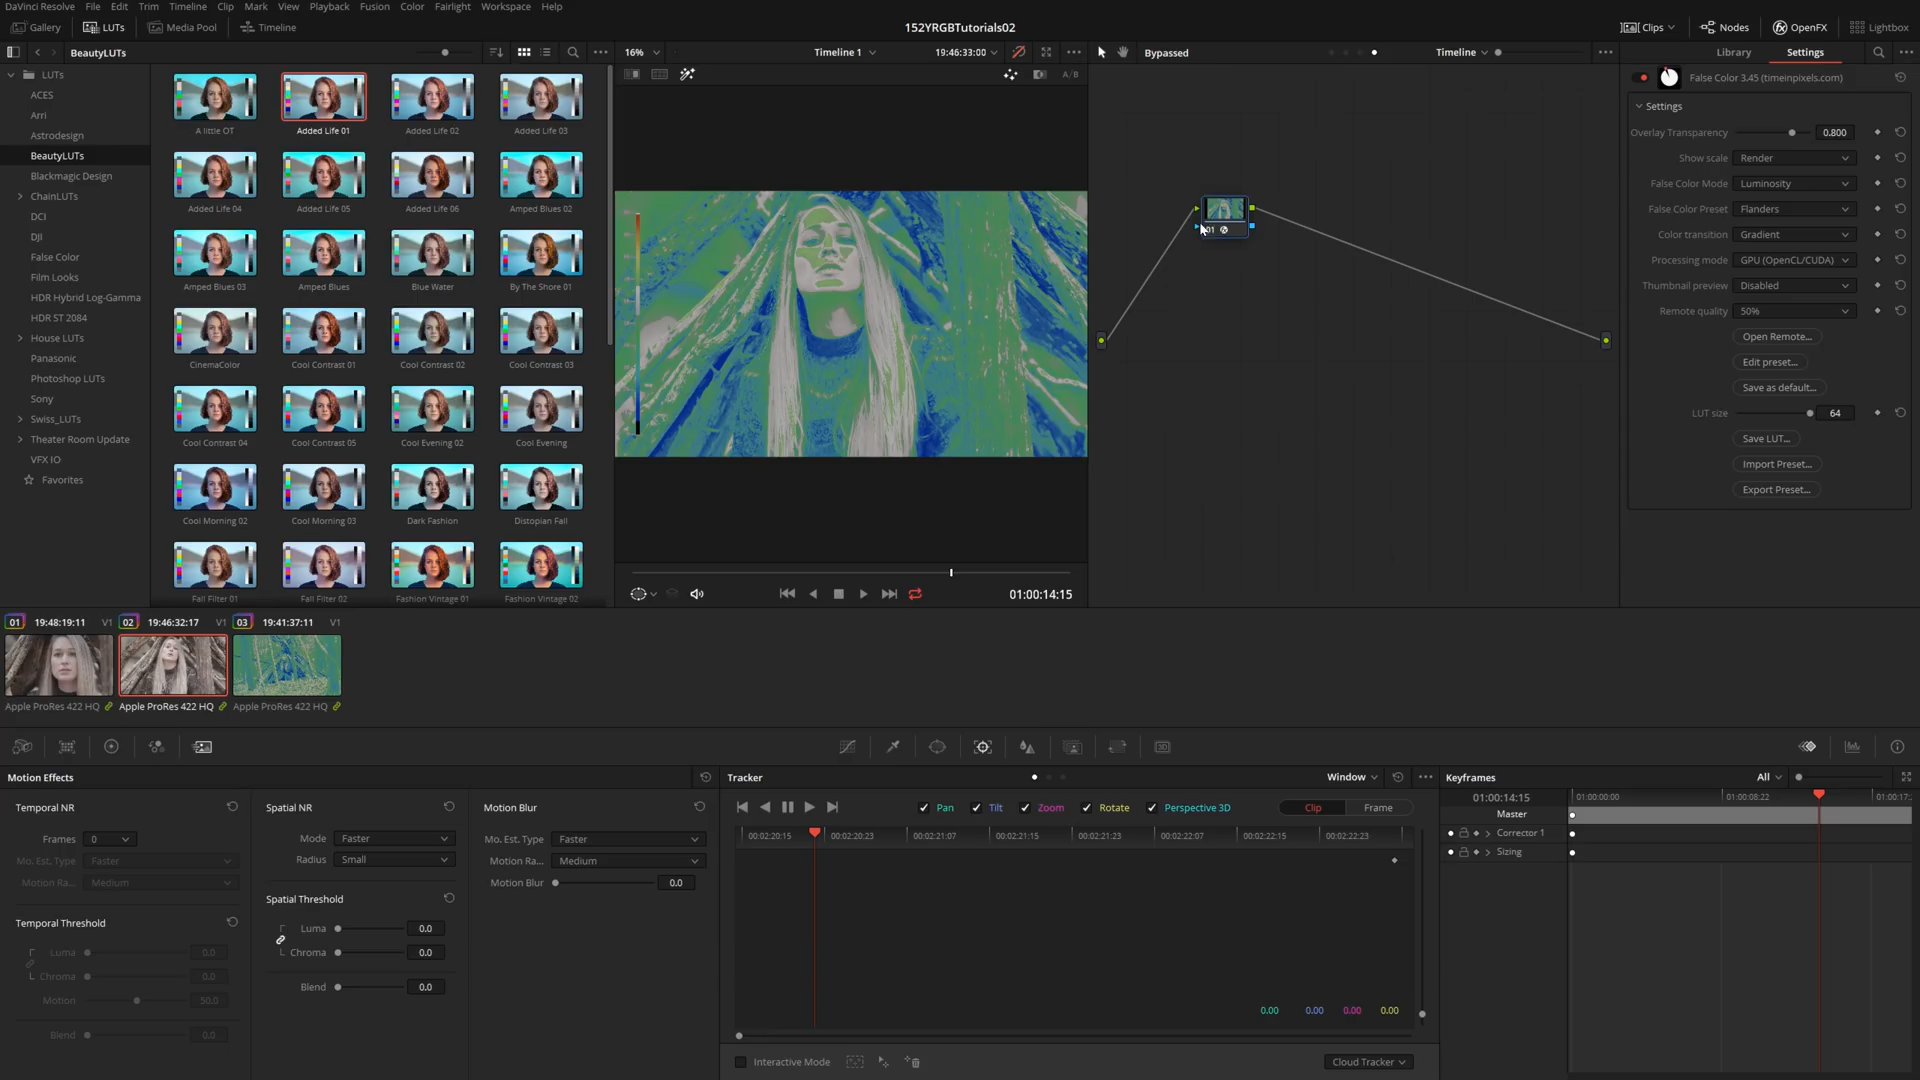 DaVinci Resolve File Edit Trim Timeline Clip Mark View Playback Fusion Color Fairlight Workspace Help
Gallery LUTs Media Pool Timeline
152YRGBTutorials02
Clips Nodes OpenFX Lightbox
BeautyLUTs
16% Timeline 1 19:46:33:00
Bypassed Timeline
Library Settings
A/B
LUTs
ACES
Arri
Astrodesign
BeautyLUTs
Blackmagic Design
ChainLUTs
DCI
DJI
False Color
Film Looks
HDR Hybrid Log-Gamma
HDR ST 2084
House LUTs
Panasonic
Photoshop LUTs
Sony
Swiss_LUTs
Theater Room Update
VFX IO
Favorites
A little OT Added Life 01 Added Life 02 Added Life 03
Added Life 04 Added Life 05 Added Life 06 Amped Blues 02
Amped Blues 03 Amped Blues Blue Water By The Shore 01
CinemaColor Cool Contrast 01 Cool Contrast 02 Cool Contrast 03
Cool Contrast 04 Cool Contrast 05 Cool Evening 02 Cool Evening
Cool Morning 02 Cool Morning 03 Dark Fashion Distopian Fall
Fall Filter 01 Fall Filter 02 Fashion Vintage 01 Fashion Vintage 02
01:00:14:15
01
False Color 3.45 (timeinpixels.com)
Settings
Overlay Transparency 0.800
Show scale Render
False Color Mode Luminosity
False Color Preset Flanders
Color transition Gradient
Processing mode GPU (OpenCL/CUDA)
Thumbnail preview Disabled
Remote quality 50%
Open Remote...
Edit preset...
Save as default...
LUT size 64
Save LUT...
Import Preset...
Export Preset...
01 19:48:19:11 V1 02 19:46:32:17 V1 03 19:41:37:11 V1
Apple ProRes 422 HQ Apple ProRes 422 HQ Apple ProRes 422 HQ
3D
Motion Effects
Temporal NR
Frames 0
Mo. Est. Type Faster
Motion Ra... Medium
Temporal Threshold
Luma 0.0
Chroma 0.0
Motion 50.0
Blend 0.0
Spatial NR
Mode Faster
Radius Small
Spatial Threshold
Luma 0.0
Chroma 0.0
Blend 0.0
Motion Blur
Mo. Est. Type Faster
Motion Ra... Medium
Motion Blur 0.0
Tracker Window
Pan Tilt Zoom Rotate Perspective 3D Clip Frame
00:02:20:15 00:02:20:23 00:02:21:07 00:02:21:15 00:02:21:23 00:02:22:07 00:02:22:15 00:02:22:23
0.00 0.00 0.00 0.00
Interactive Mode Cloud Tracker
Keyframes All
01:00:14:15 01:00:00:00 01:00:08:22 01:00:17:
Master
Corrector 1
Sizing